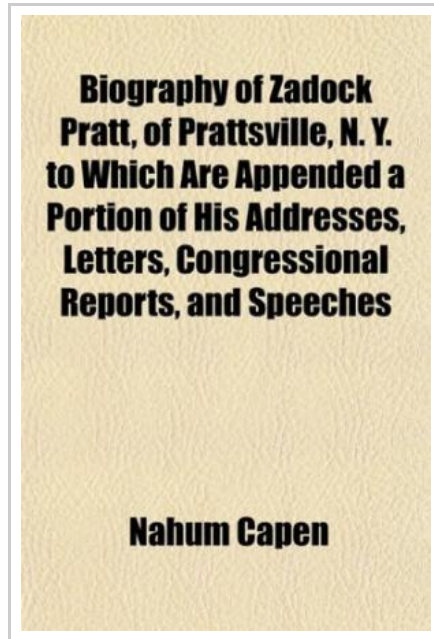 Biography of Zadock
Pratt, of Prattsville, N. Y.
to Which Are Appended a
Portion of His Addresses,
Letters, Congressional
Reports, and Speeches
Nahum Capen